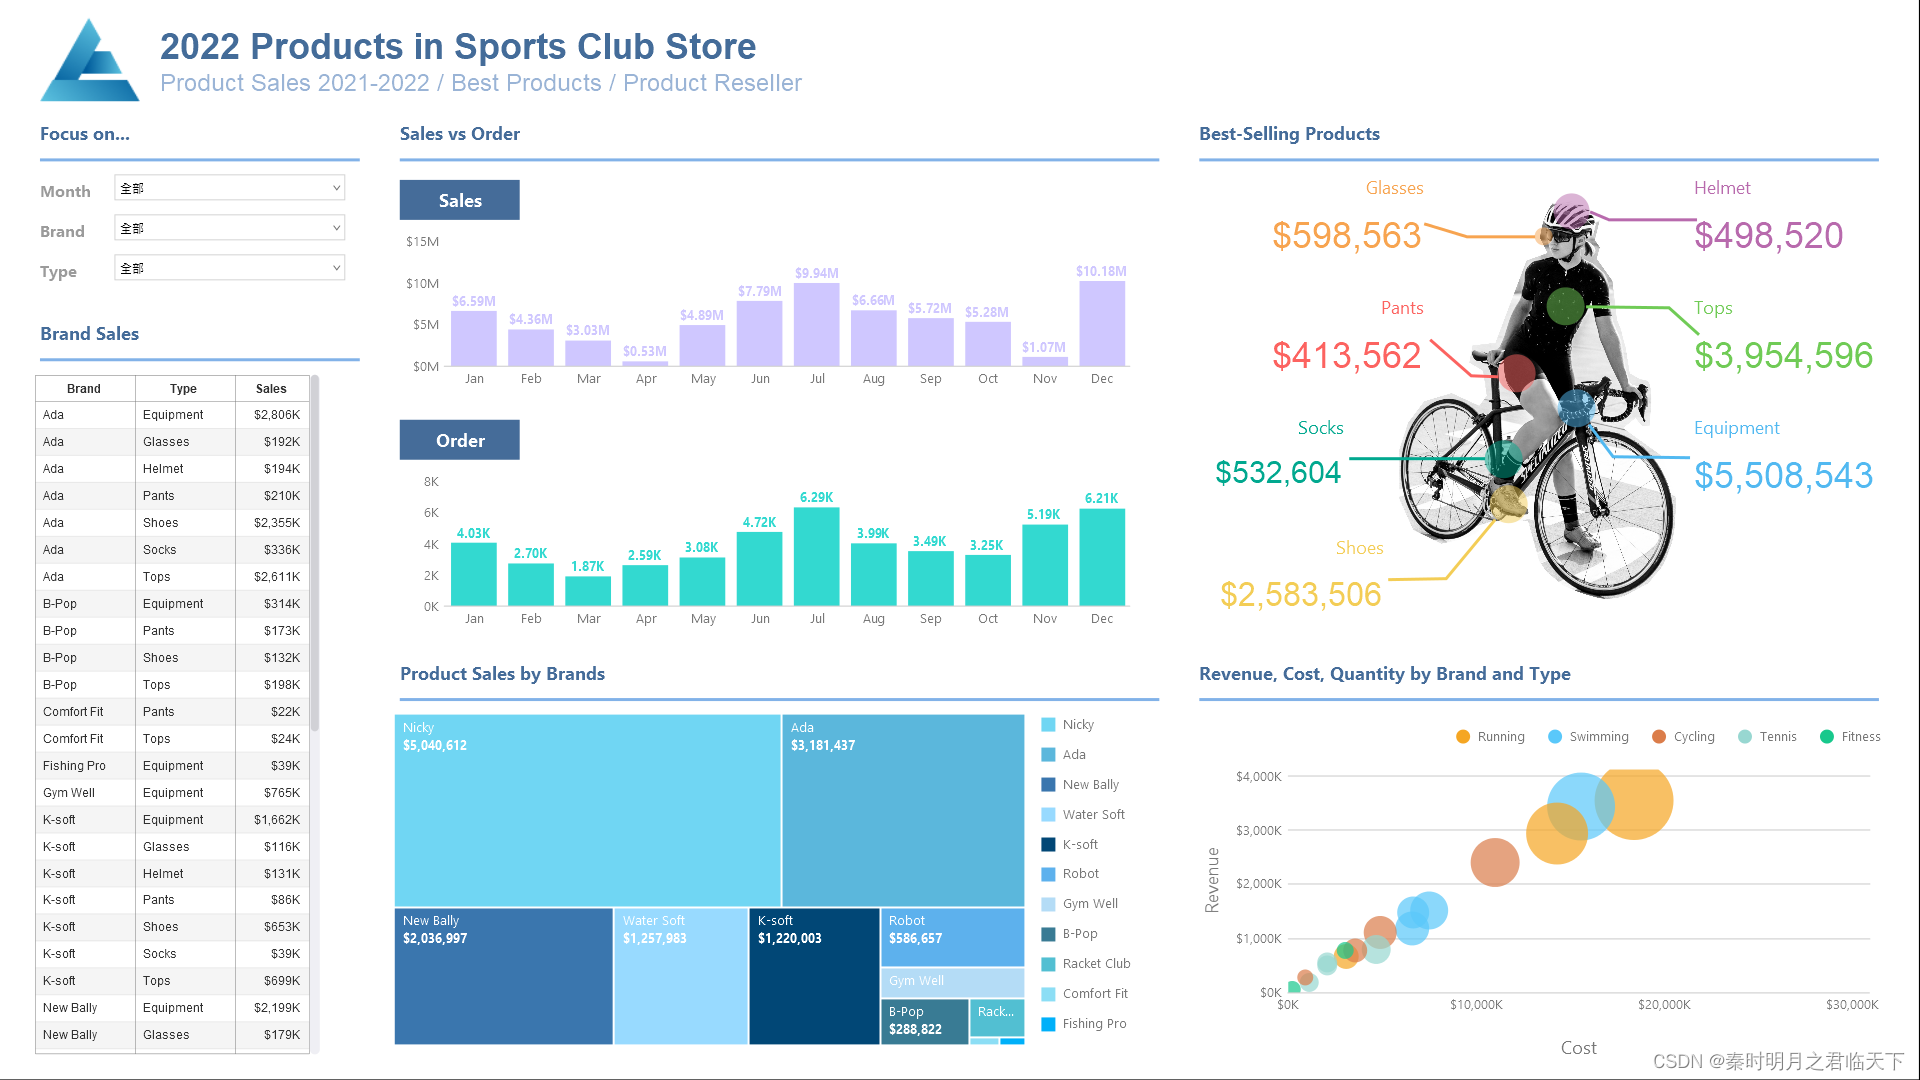 2022 Products in Sports Club Store
Product Sales 2021-2022 / Best Products / Product Reseller
Focus on...
Month 全部
Brand 全部
Type 全部
Brand Sales
Brand Type Sales
Ada Equipment $2,806K
Ada Glasses $192K
Ada Helmet $194K
Ada Pants $210K
Ada Shoes $2,355K
Ada Socks $336K
Ada Tops $2,611K
B-Pop Equipment $314K
B-Pop Pants $173K
B-Pop Shoes $132K
B-Pop Tops $198K
Comfort Fit Pants $22K
Comfort Fit Tops $24K
Fishing Pro Equipment $39K
Gym Well Equipment $765K
K-soft Equipment $1,662K
K-soft Glasses $116K
K-soft Helmet $131K
K-soft Pants $86K
K-soft Shoes $653K
K-soft Socks $39K
K-soft Tops $699K
New Bally Equipment $2,199K
New Bally Glasses $179K
Sales vs Order
Sales
$15M
$10M
$5M
$0M
$6.59M $4.36M $3.03M $0.53M $4.89M $7.79M $9.94M $6.66M $5.72M $5.28M $1.07M $10.18M
Jan Feb Mar Apr May Jun Jul Aug Sep Oct Nov Dec
Order
8K
6K
4K
2K
0K
4.03K 2.70K 1.87K 2.59K 3.08K 4.72K 6.29K 3.99K 3.49K 3.25K 5.19K 6.21K
Jan Feb Mar Apr May Jun Jul Aug Sep Oct Nov Dec
Product Sales by Brands
Nicky
$5,040,612
Ada
$3,181,437
New Bally
$2,036,997
Water Soft
$1,257,983
K-soft
$1,220,003
Robot
$586,657
Gym Well
B-Pop
$288,822
Rack...
Nicky
Ada
New Bally
Water Soft
K-soft
Robot
Gym Well
B-Pop
Racket Club
Comfort Fit
Fishing Pro
Best-Selling Products
Glasses
$598,563
Helmet
$498,520
Pants
$413,562
Tops
$3,954,596
Socks
$532,604
Equipment
$5,508,543
Shoes
$2,583,506
SPECIALIZED
Revenue, Cost, Quantity by Brand and Type
Running Swimming Cycling Tennis Fitness
Revenue
$4,000K
$3,000K
$2,000K
$1,000K
$0K
$0K $10,000K $20,000K $30,000K
Cost
CSDN @秦时明月之君临天下